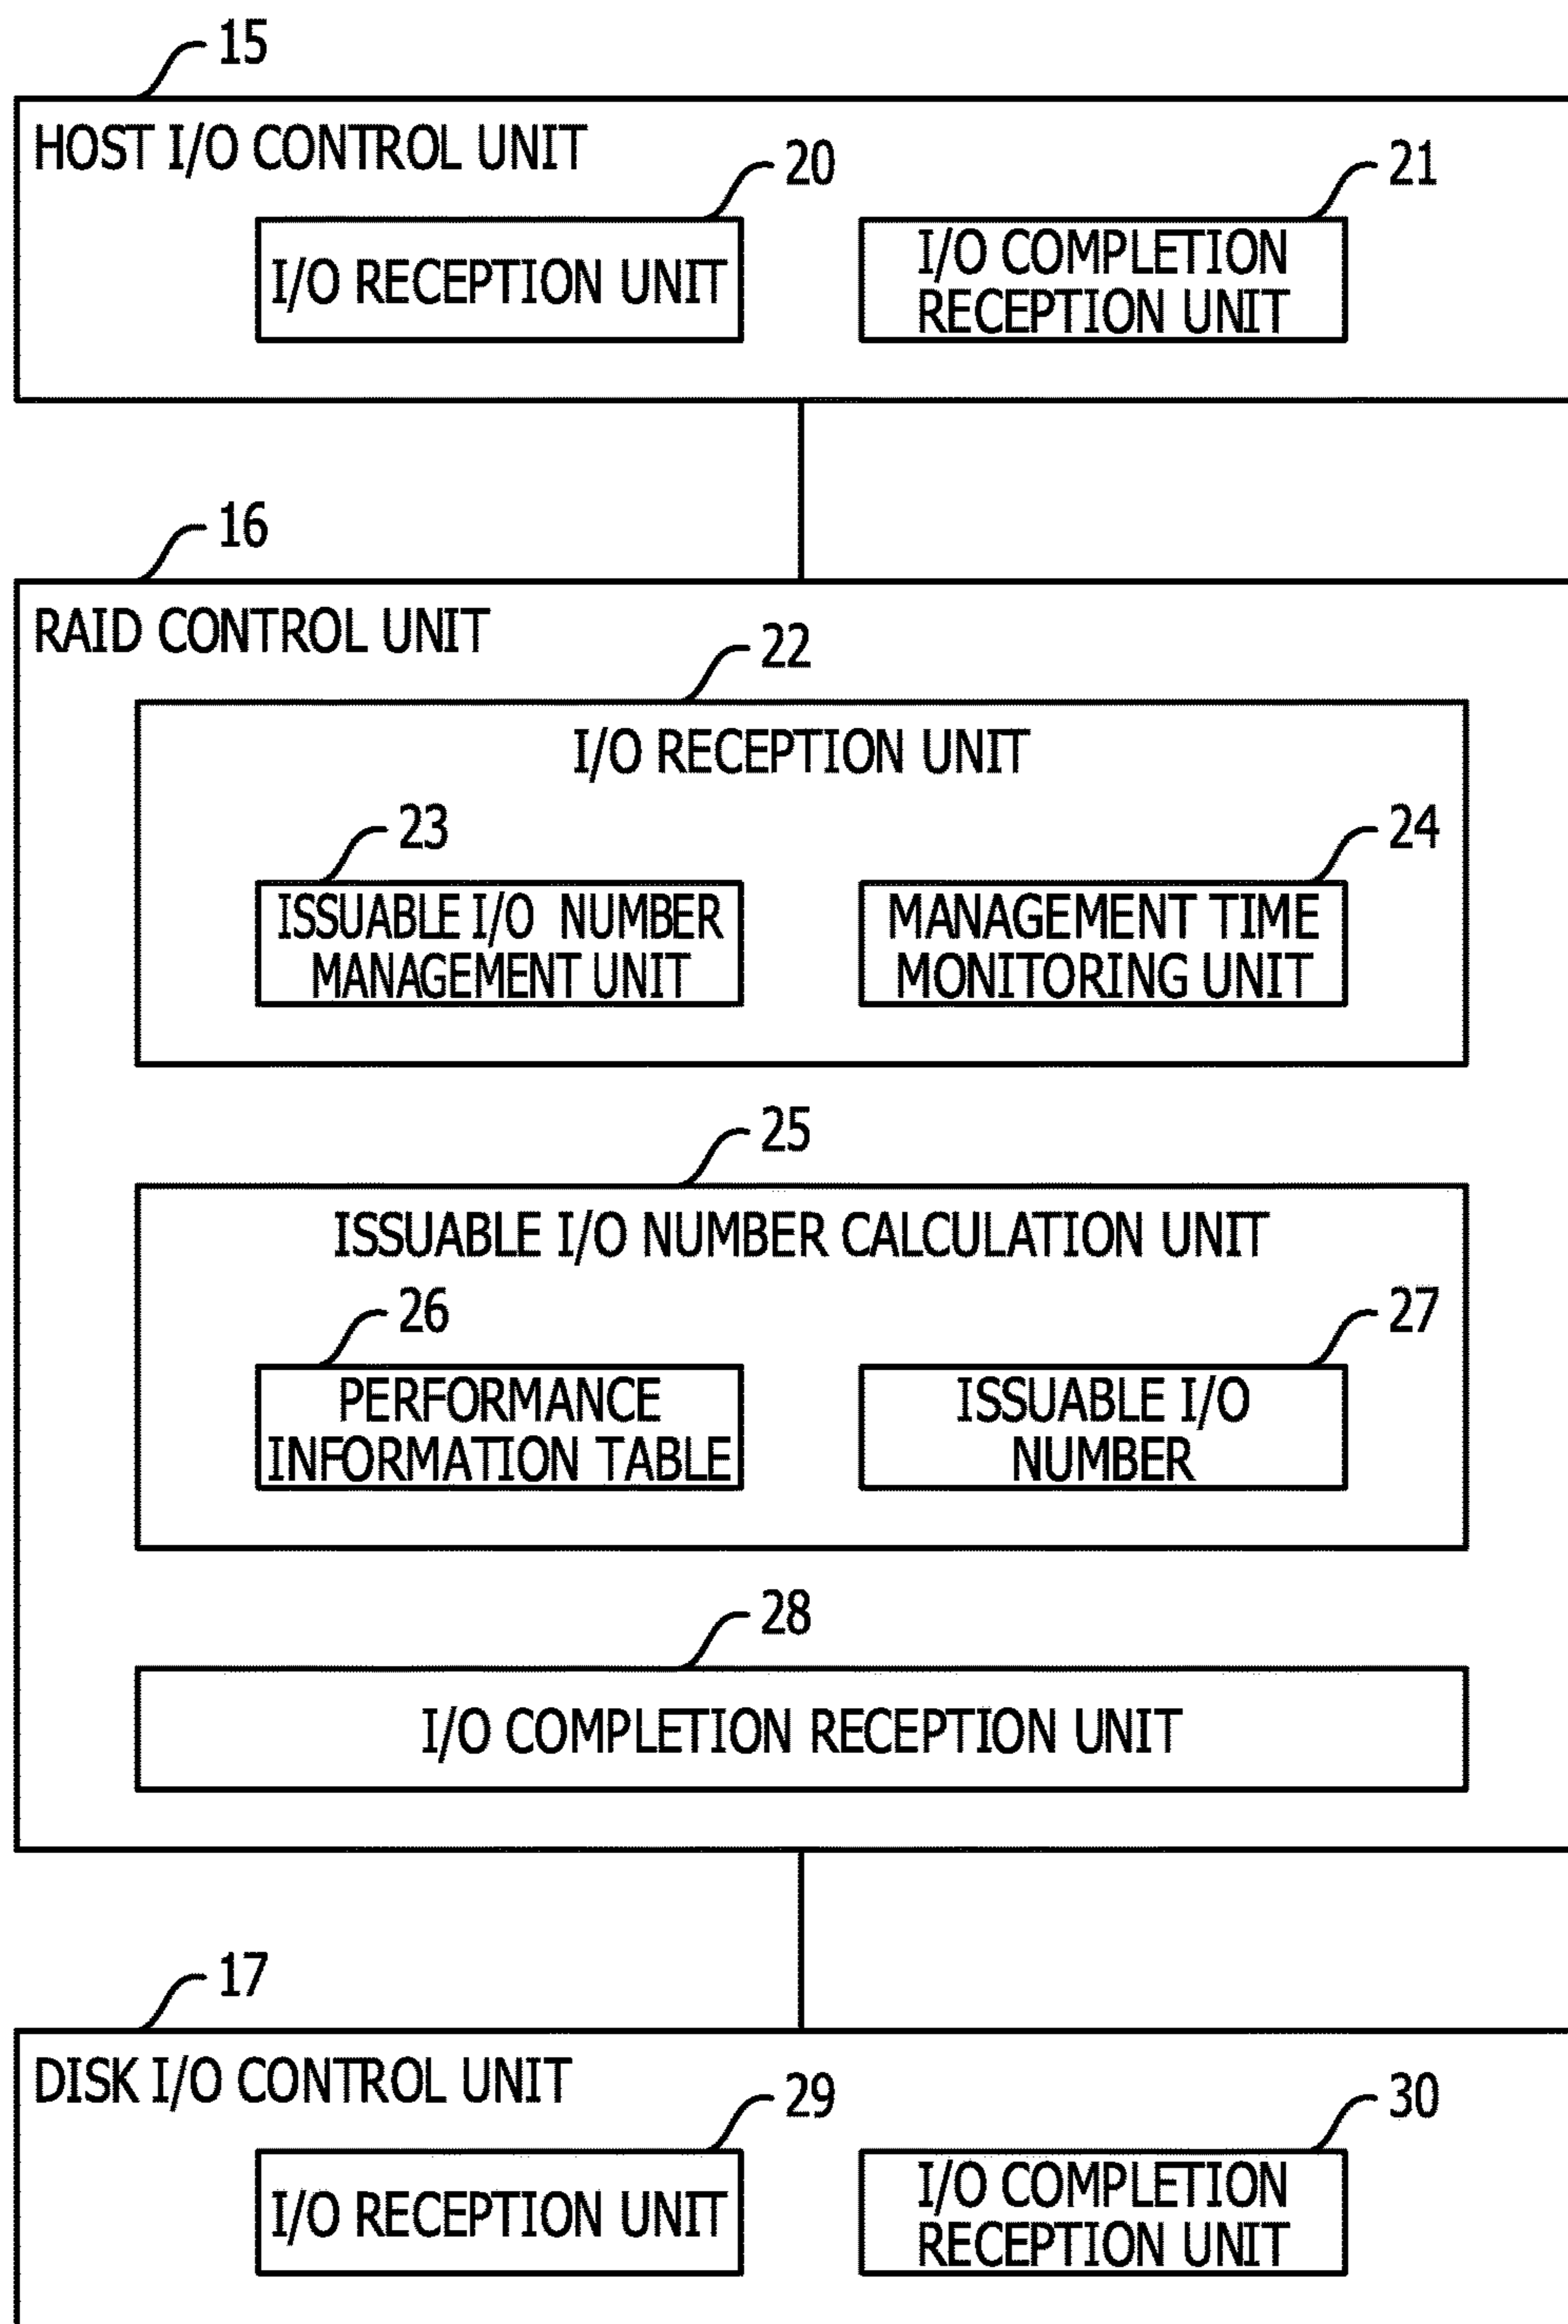 15
HOST I/O CONTROL UNIT
20
21
I/O RECEPTION UNIT
I/O COMPLETION
RECEPTION UNIT
16
RAID CONTROL UNIT
22
I/O RECEPTION UNIT
23
24
ISSUABLE I/O NUMBER
MANAGEMENT UNIT
MANAGEMENT TIME
MONITORING UNIT
25
ISSUABLE I/O NUMBER CALCULATION UNIT
26
27
PERFORMANCE
INFORMATION TABLE
ISSUABLE I/O
NUMBER
28
I/O COMPLETION RECEPTION UNIT
17
DISK I/O CONTROL UNIT
29
30
I/O RECEPTION UNIT
I/O COMPLETION
RECEPTION UNIT